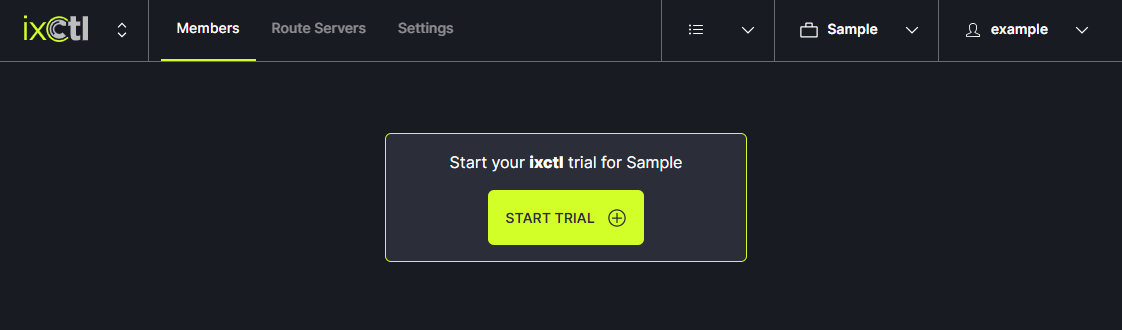 ixctl
Members
Route Servers
Settings
Sample
example
Start your ixctl trial for Sample
START TRIAL